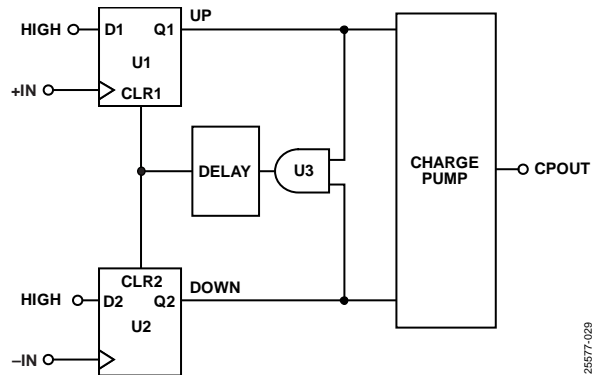 UP
HIGH D1 Q1
U1
+IN
CLR1
DELAY U3 CHARGE PUMP CPOUT
CLR2
DOWN
HIGH D2 Q2
U2
–IN
25577-029